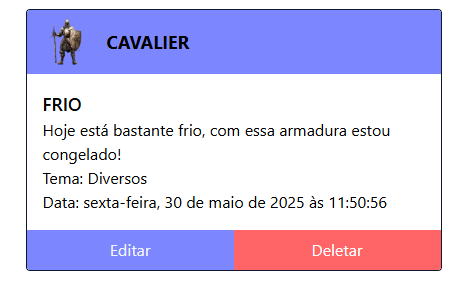 CAVALIER
FRIO
Hoje está bastante frio, com essa armadura estou
congelado!
Tema: Diversos
Data: sexta-feira, 30 de maio de 2025 às 11:50:56
Editar
Deletar